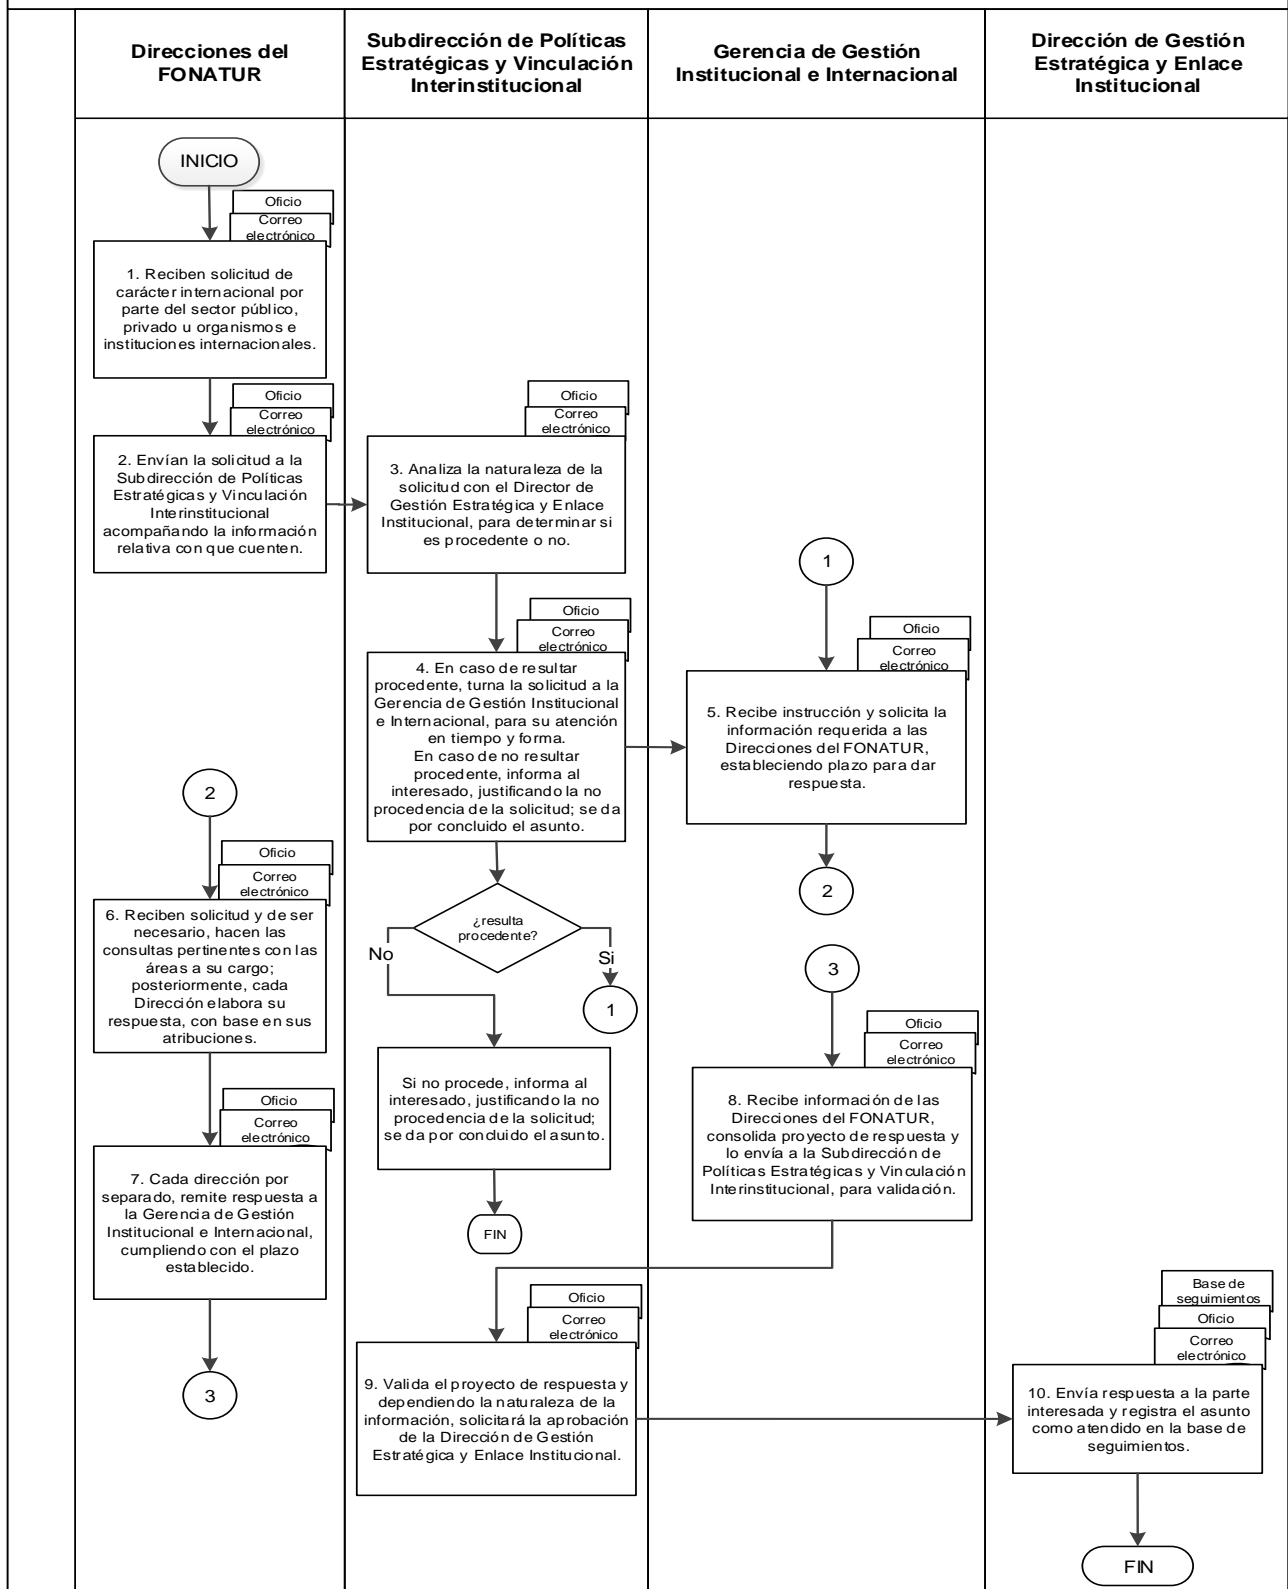 Direcciones del
FONATUR
Subdirección de Políticas
Estratégicas y Vinculación
Interinstitucional
Gerencia de Gestión
Institucional e Internacional
Dirección de Gestión
Estratégica y Enlace
Institucional
INICIO
Oficio
Correo
electrónico
1. Reciben solicitud de
carácter internacional por
parte del sector público,
privado u organismos e
instituciones internacionales.
Oficio
Correo
electrónico
2. Envían la solicitud a la
Subdirección de Políticas
Estratégicas y Vinculación
Interinstitucional
acompañando la información
relativa con que cuenten.
Oficio
Correo
electrónico
3. Analiza la naturaleza de la
solicitud con el Director de
Gestión Estratégica y Enlace
Institucional, para determinar si
es procedente o no.
Oficio
Correo
electrónico
4. En caso de resultar
procedente, turna la solicitud a la
Gerencia de Gestión Institucional
e Internacional, para su atención
en tiempo y forma.
En caso de no resultar
procedente, informa al
interesado, justificando la no
procedencia de la solicitud; se da
por concluido el asunto.
¿resulta
procedente?
No
Si
1
Si no procede, informa al
interesado, justificando la no
procedencia de la solicitud;
se da por concluido el asunto.
FIN
1
Oficio
Correo
electrónico
5. Recibe instrucción y solicita la
información requerida a las
Direcciones del FONATUR,
estableciendo plazo para dar
respuesta.
2
2
Oficio
Correo
electrónico
6. Reciben solicitud y de ser
necesario, hacen las
consultas pertinentes con las
áreas a su cargo;
posteriormente, cada
Dirección elabora su
respuesta, con base en sus
atribuciones.
Oficio
Correo
electrónico
7. Cada dirección por
separado, remite respuesta a
la Gerencia de Gestión
Institucional e Internacional,
cumpliendo con el plazo
establecido.
3
3
Oficio
Correo
electrónico
8. Recibe información de las
Direcciones del FONATUR,
consolida proyecto de respuesta y
lo envía a la Subdirección de
Políticas Estratégicas y Vinculación
Interinstitucional, para validación.
Oficio
Correo
electrónico
9. Valida el proyecto de respuesta y
dependiendo la naturaleza de la
información, solicitará la aprobación
de la Dirección de Gestión
Estratégica y Enlace Institucional.
Base de
seguimientos
Oficio
Correo
electrónico
10. Envía respuesta a la parte
interesada y registra el asunto
como atendido en la base de
seguimientos.
FIN